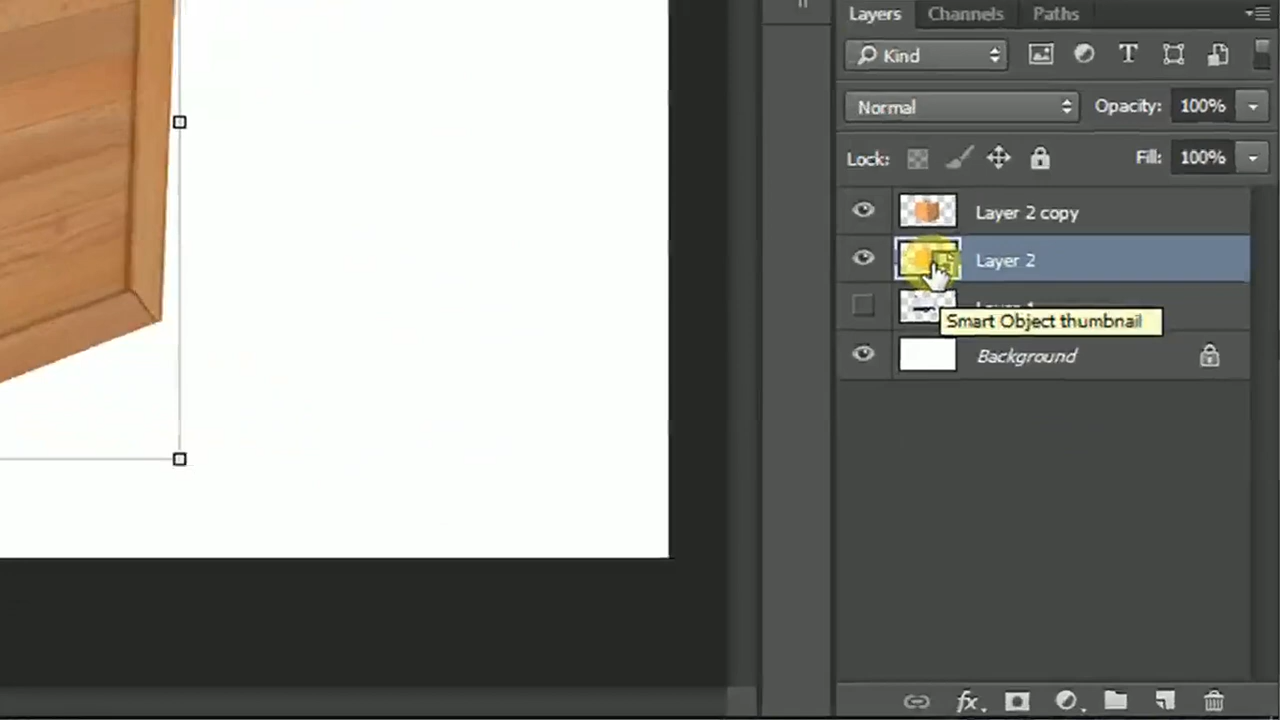 Layers Channels Paths
Kind T
Normal Opacity: 100%
Lock: Fill: 100%
Layer 2 copy
Layer 2
Smart Object thumbnail
Background
fx